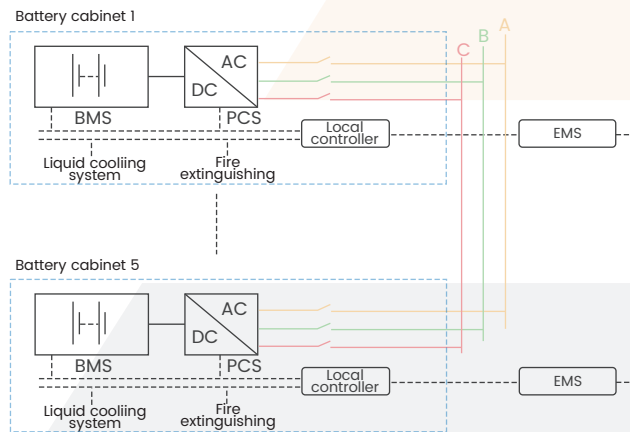 Battery cabinet 1
A
B
C
AC
DC
BMS
PCS
Local
controller
EMS
Liquid cooliing
system
Fire
extinguishing
Battery cabinet 5
AC
DC
BMS
PCS
Local
controller
EMS
Liquid cooliing
system
Fire
extinguishing